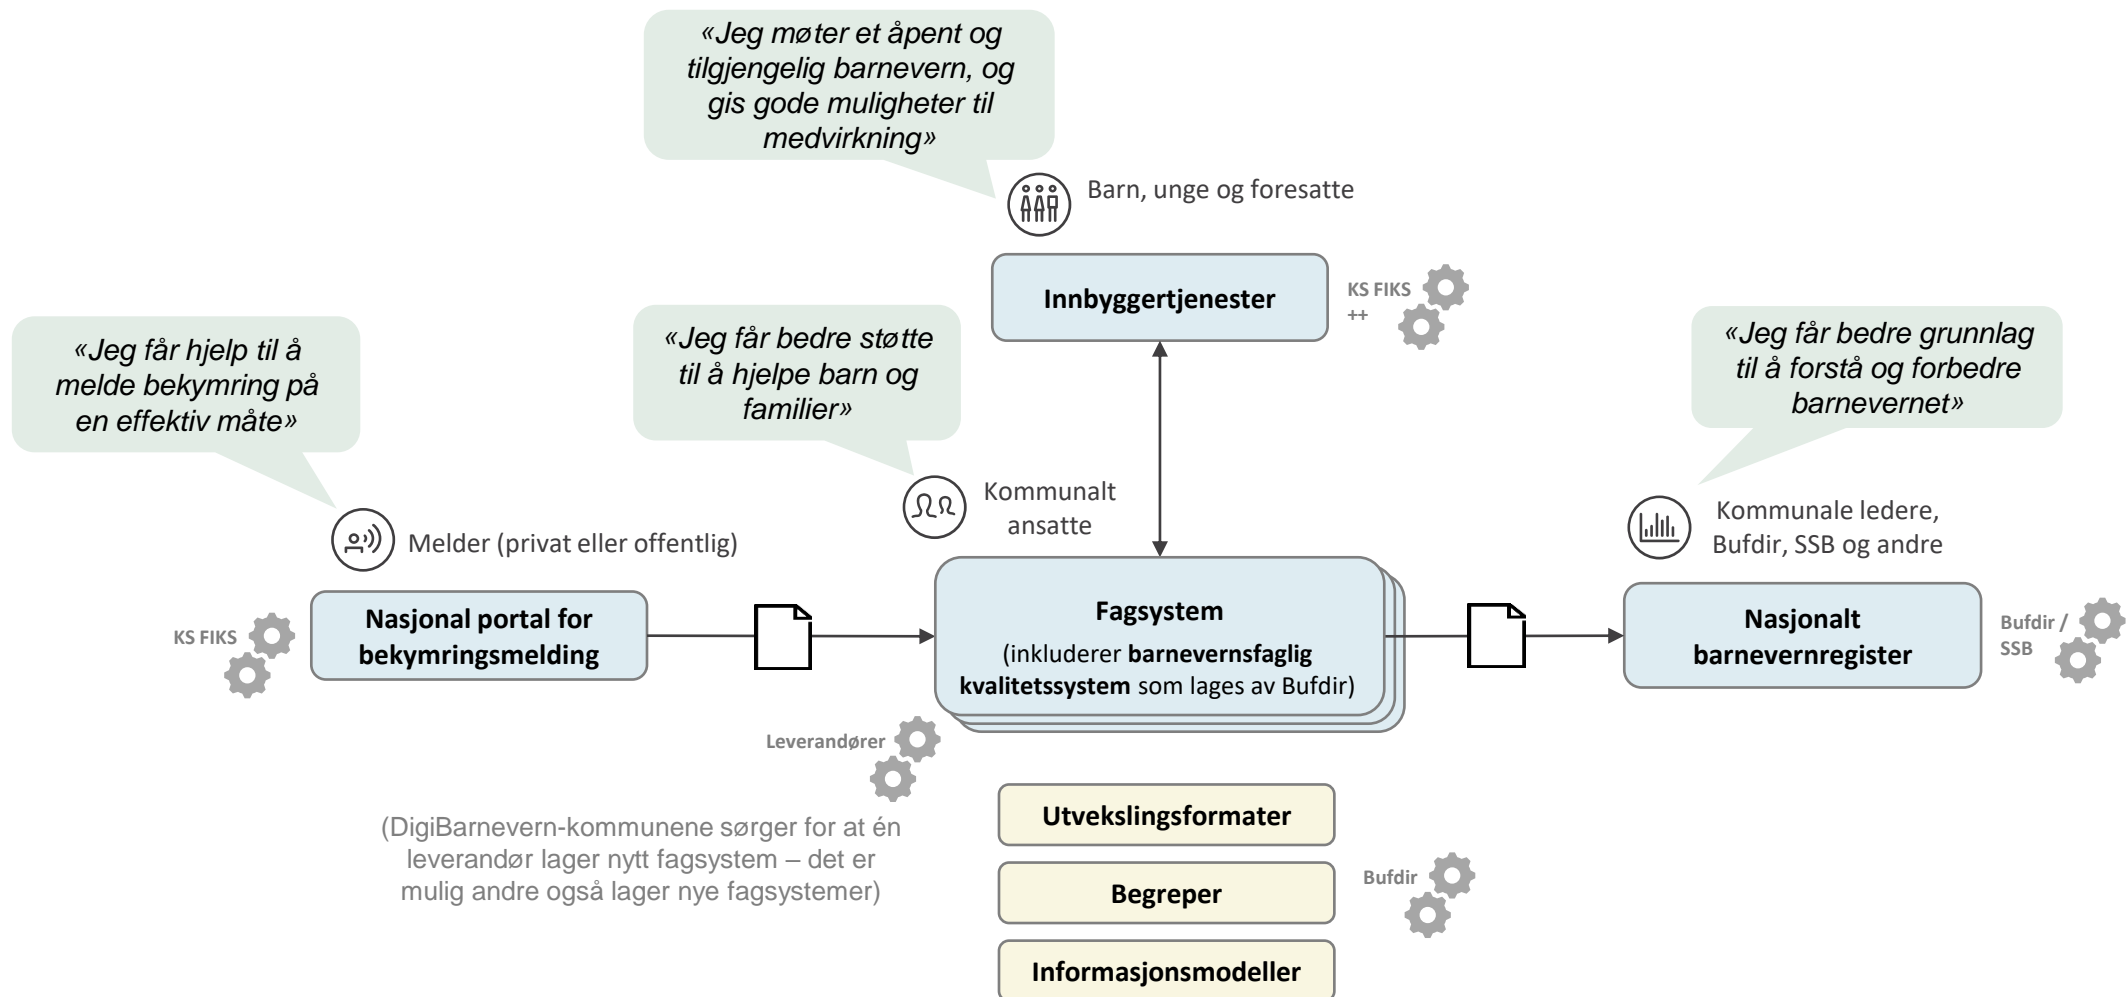 «Jeg møter et åpent og
tilgjengelig barnevern, og
gis gode muligheter til
medvirkning»
Barn, unge og foresatte
Innbyggertjenester
KS FIKS
++
«Jeg får hjelp til å
melde bekymring på
en effektiv måte»
«Jeg får bedre støtte
til å hjelpe barn og
familier»
«Jeg får bedre grunnlag
til å forstå og forbedre
barnevernet»
Melder (privat eller offentlig)
Kommunalt
ansatte
Kommunale ledere,
Bufdir, SSB og andre
KS FIKS
Nasjonal portal for
bekymringsmelding
Fagsystem
(inkluderer barnevernsfaglig
kvalitetssystem som lages av Bufdir)
Nasjonalt
barnevernregister
Bufdir /
SSB
Leverandører
(DigiBarnevern-kommunene sørger for at én
leverandør lager nytt fagsystem – det er
mulig andre også lager nye fagsystemer)
Utvekslingsformater
Begreper
Bufdir
Informasjonsmodeller